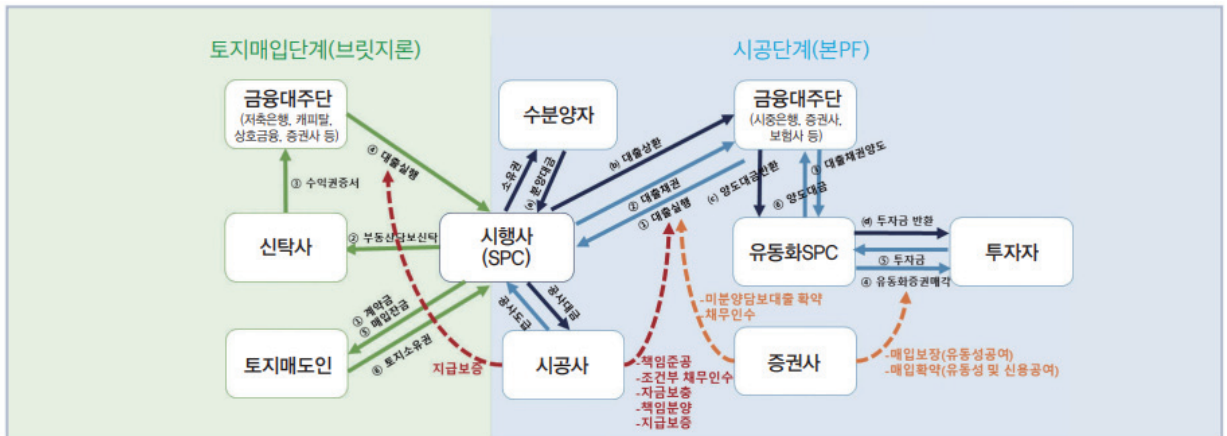 토지매입단계(브릿지론)
시공단계(본PF)
금융대주단
(저축은행, 캐피탈,
상호금융, 증권사 등)
수분양자
금융대주단
(시중은행, 증권사,
보험사 등)
④ 대출실행
③ 수익권증서
소유권
(a) 분양대금
(b) 대출상환
② 대출채권
① 대출실행
(c) 양도대금반환
③ 대출채권양도
⑥ 양도대금
신탁사
② 부동산담보신탁
시행사
(SPC)
유동화SPC
(d) 투자금 반환
⑤ 투자금
④ 유동화증권매각
투자자
① 계약금
⑤ 매입잔금
⑥ 토지소유권
공사도급
공사대금
-미분양담보대출 확약
-채무인수
토지매도인
지급보증
시공사
-책임준공
-조건부 채무인수
-자금보충
-책임분양
-지급보증
증권사
-매입보장(유동성공여)
-매입확약(유동성 및 신용공여)